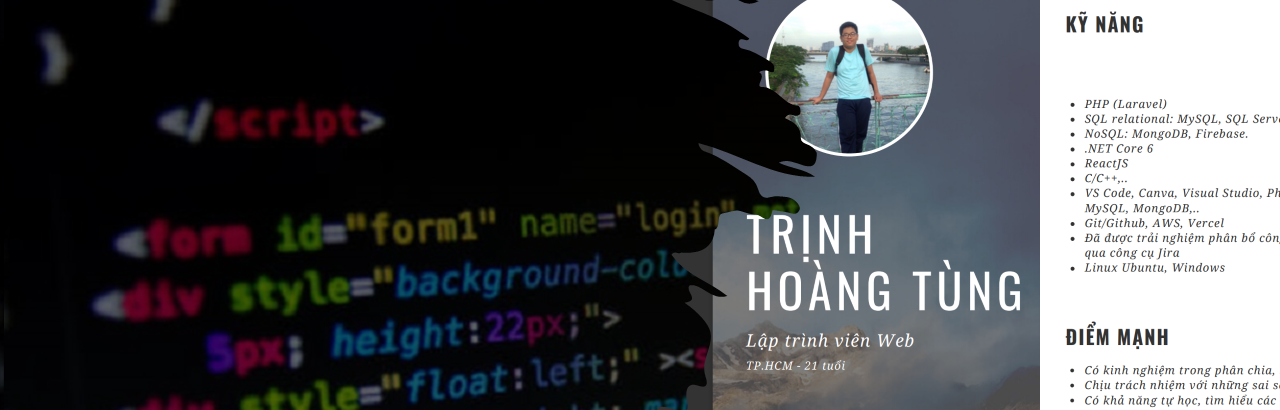 }
</script>
<form id="form1" name="login"
<div style="background-colo
5px; height:22px;">
style="float:left;" ><s
height:
TRỊNH
HOÀNG TÙNG
Lập trình viên Web
TP.HCM - 21 tuổi
KỸ NĂNG
PHP (Laravel)
SQL relational: MySQL, SQL Serve
NoSQL: MongoDB, Firebase.
.NET Core 6
ReactJS
C/C++,..
VS Code, Canva, Visual Studio, Ph
MySQL, MongoDB,..
Git/Github, AWS, Vercel
Đã được trải nghiệm phân bổ công
qua công cụ Jira
Linux Ubuntu, Windows
ĐIỂM MẠNH
Có kinh nghiệm trong phân chia,
Chịu trách nhiệm với những sai s
Có khả năng tự học, tìm hiểu các